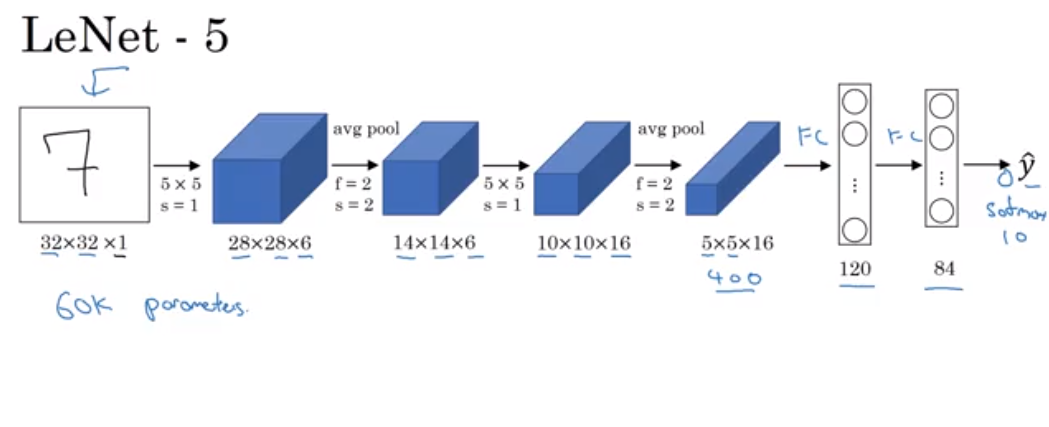 LeNet - 5
7
avg pool
avg pool
FC
FC
ŷ
5 × 5
s = 1
f = 2
s = 2
5 × 5
s = 1
f = 2
s = 2
⋮
⋮
softmax
10
32×32 ×1
28×28×6
14×14×6
10×10×16
5×5×16
400
120
84
60K parameters.